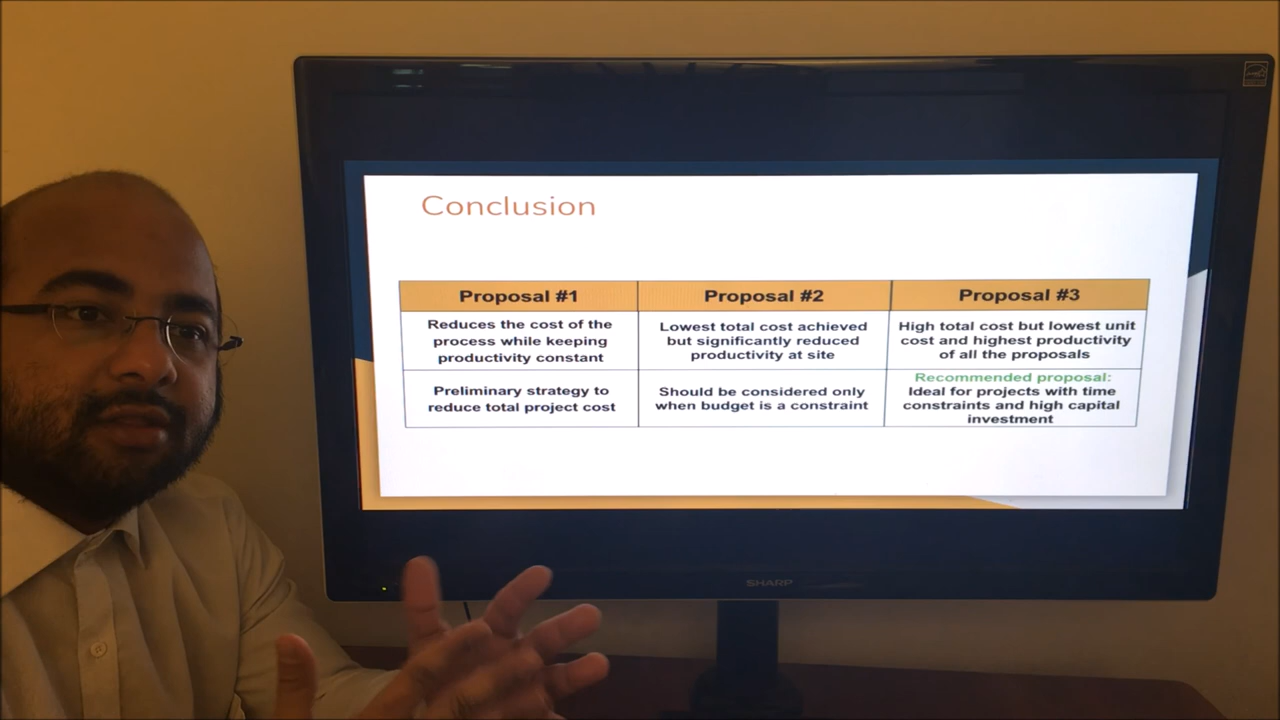 Conclusion
Proposal #1
Proposal #2
Proposal #3
Reduces the cost of the
process while keeping
productivity constant
Lowest total cost achieved
but significantly reduced
productivity at site
High total cost but lowest unit
cost and highest productivity
of all the proposals
Preliminary strategy to
reduce total project cost
Should be considered only
when budget is a constraint
Recommended proposal:
Ideal for projects with time
constraints and high capital
investment
SHARP